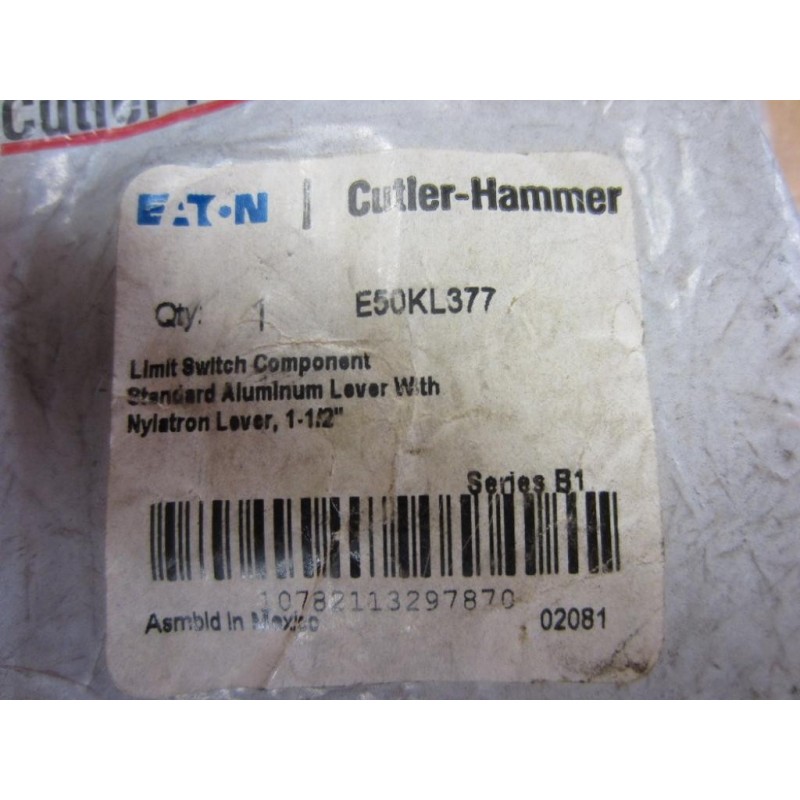 Cutler
EATON | Cutler-Hammer
Qty: 1 E50KL377
Limit Switch Component
Standard Aluminum Lever With
Nylatron Lever, 1-1/2"
Series B1
10782113297870
Asmbld in Mexico 02081